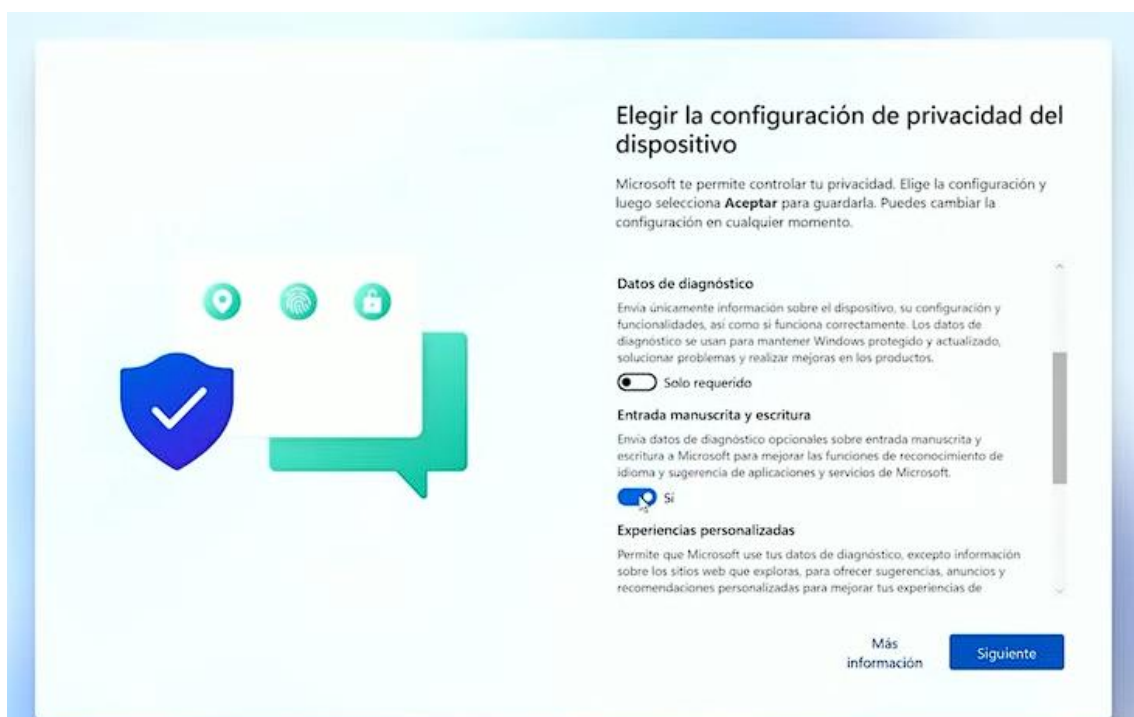 Elegir la configuración de privacidad del
dispositivo
Microsoft te permite controlar tu privacidad. Elige la configuración y
luego selecciona Aceptar para guardarla. Puedes cambiar la
configuración en cualquier momento.
Datos de diagnóstico
Envía únicamente información sobre el dispositivo, su configuración y
funcionalidades, así como si funciona correctamente. Los datos de
diagnóstico se usan para mantener Windows protegido y actualizado,
solucionar problemas y realizar mejoras en los productos.
Solo requerido
Entrada manuscrita y escritura
Envía datos de diagnóstico opcionales sobre entrada manuscrita y
escritura a Microsoft para mejorar las funciones de reconocimiento de
idioma y sugerencia de aplicaciones y servicios de Microsoft.
Sí
Experiencias personalizadas
Permite que Microsoft use tus datos de diagnóstico, excepto información
sobre los sitios web que exploras, para ofrecer sugerencias, anuncios y
recomendaciones personalizadas para mejorar tus experiencias de
Más
información
Siguiente